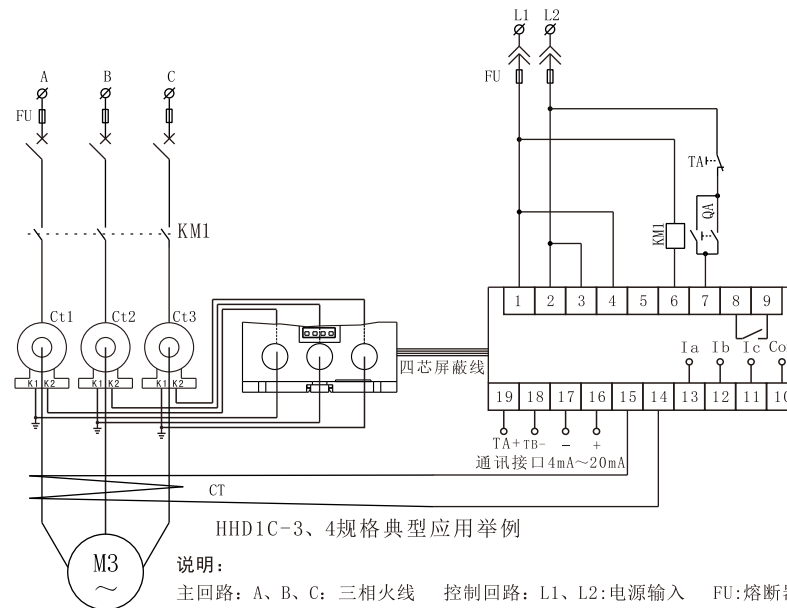 L1 L2
FU
A B C
FU
TA
QA
KM1
KM1
Ct1 Ct2 Ct3
1 2 3 4 5 6 7 8 9
K1 K2 K1 K2 K1 K2
四芯屏蔽线
Ia Ib Ic Co
19 18 17 16 15 14 13 12 11 10
TA+ TB- － +
通讯接口4mA～20mA
CT
HHD1C-3、4规格典型应用举例
M3
～
说明：
主回路：A、B、C：三相火线 控制回路：L1、L2:电源输入 FU:熔断器